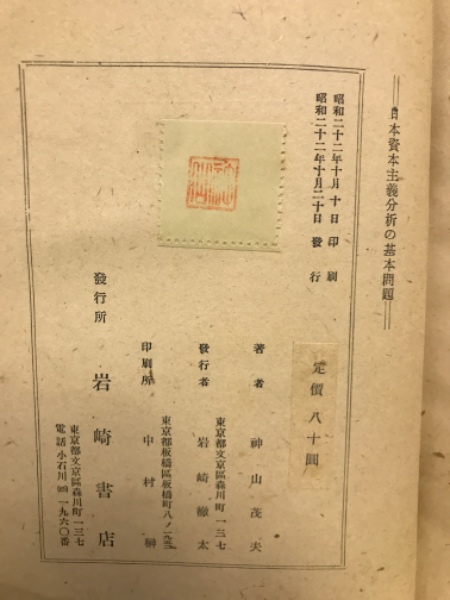 日本資本主義分析の基本問題
昭和二十二年十月十日印刷
昭和二十二年十月二十日發行
定價八十圓
著者 神山茂夫
東京都文京區森川町一三七
發行者 岩崎徹太
東京都板橋區板橋町八ノ一九三二
印刷所 中村榊
發行所 岩崎書店
東京都文京區森川町一三七
電話小石川(85)一九六〇番